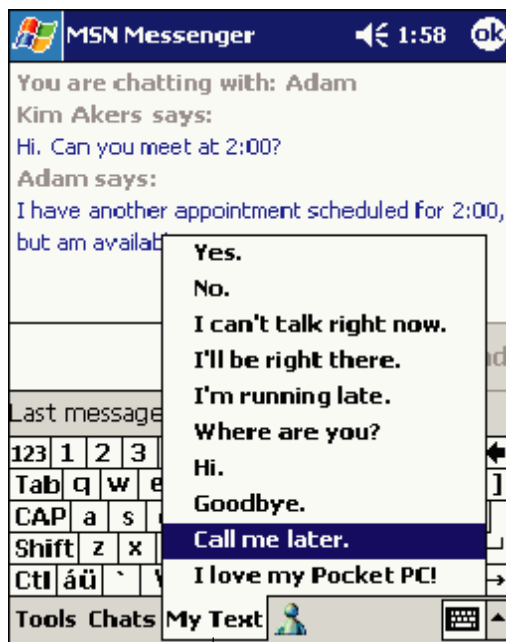 MSN Messenger 1:58 ok
You are chatting with: Adam
Kim Akers says:
Hi. Can you meet at 2:00?
Adam says:
I have another appointment scheduled for 2:00,
but am
Yes.
No.
I can't talk right now.
I'll be right there.
I'm running late.
Where are you?
Hi.
Goodbye.
Call me later.
I love my Pocket PC!
Last message
123 1 2 3
Tab q w e ]
CAP a s
Shift z x
Ctl áü `
Tools Chats My Text